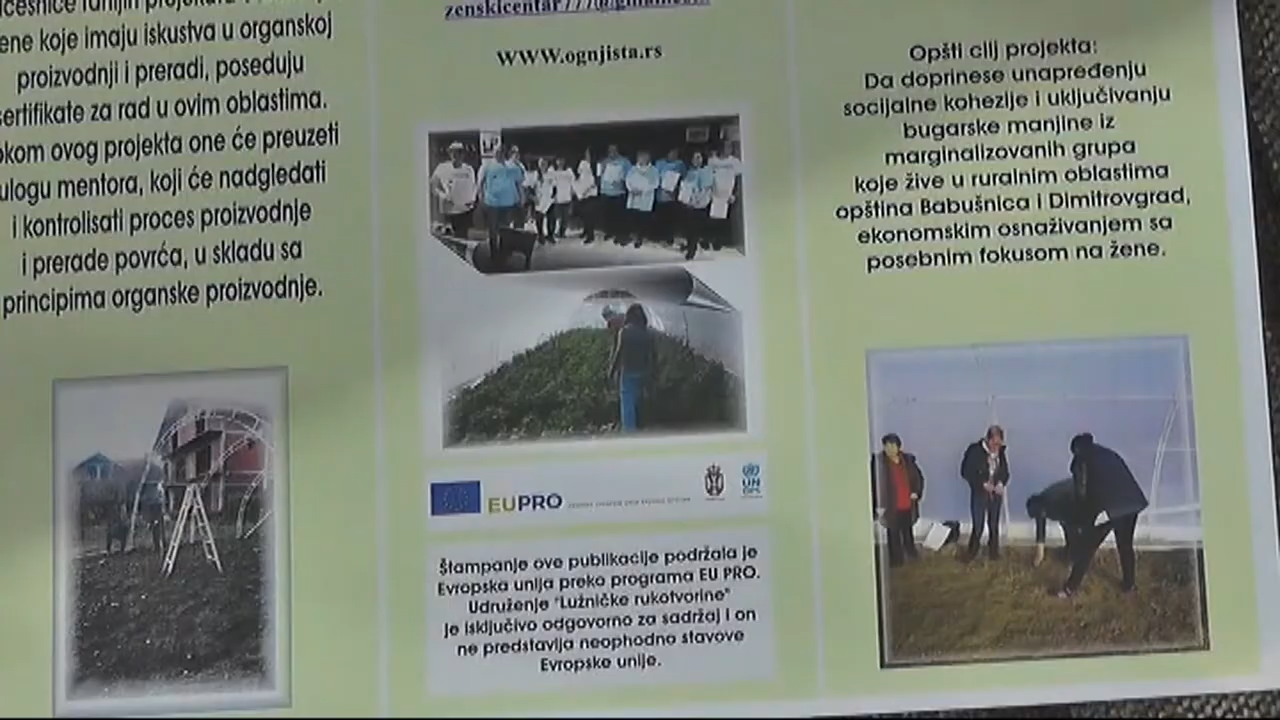 ene koje imaju iskustva u organskoj
proizvodnji i preradi, poseduju
sertifikate za rad u ovim oblastima.
okom ovog projekta one će preuzeti
ulogu mentora, koji će nadgledati
i kontrolisati proces proizvodnje
i prerade povrća, u skladu sa
principima organske proizvodnje.
WWW.ognjista.rs
EUPRO
UN
OPS
Štampanje ove publikacije podržala je
Evropska unija preko programa EU PRO.
Udruženje "Lužničke rukotvorine"
je isključivo odgovorno za sadržaj i on
ne predstavlja neophodno stavove
Evropske unije.
Opšti cilj projekta:
Da doprinese unapređenju
socijalne kohezije i uključivanju
bugarske manjine iz
marginalizovanih grupa
koje žive u ruralnim oblastima
opština Babušnica i Dimitrovgrad,
ekonomskim osnaživanjem sa
posebnim fokusom na žene.